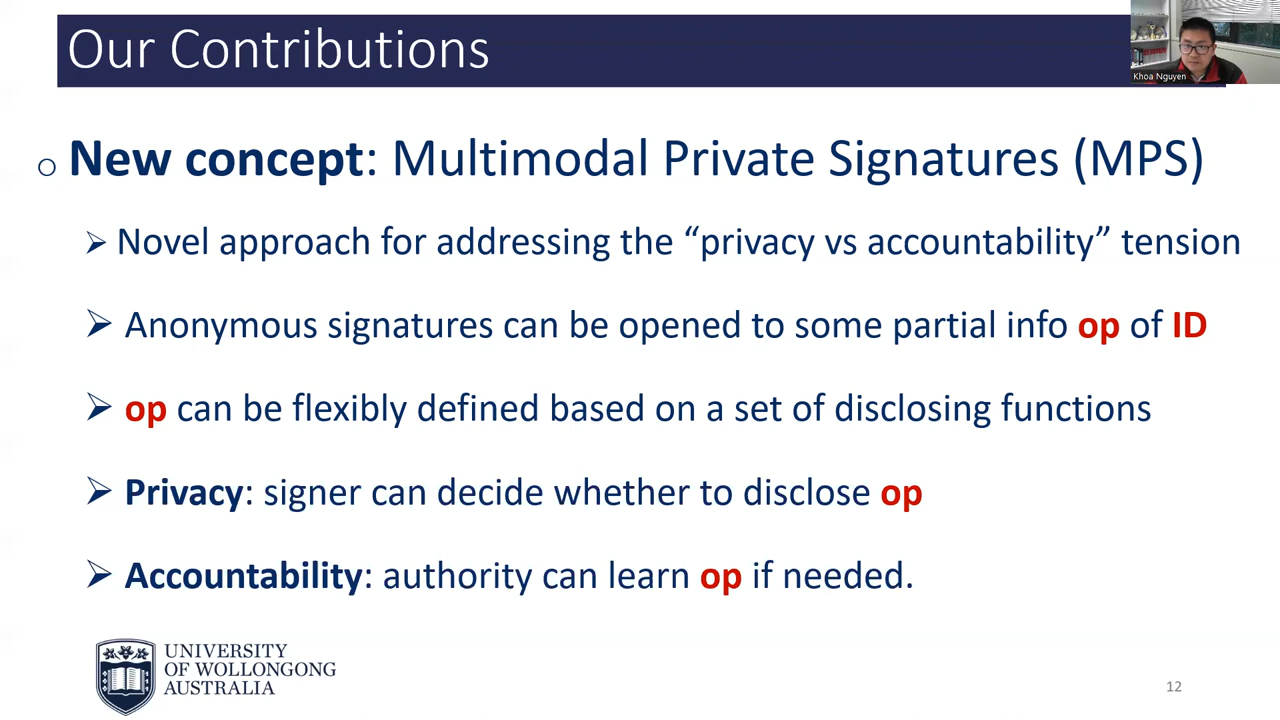 Our Contributions
Khoa Nguyen
New concept: Multimodal Private Signatures (MPS)
Novel approach for addressing the “privacy vs accountability” tension
Anonymous signatures can be opened to some partial info op of ID
op can be flexibly defined based on a set of disclosing functions
Privacy: signer can decide whether to disclose op
Accountability: authority can learn op if needed.
UNIVERSITY
OF WOLLONGONG
AUSTRALIA
12